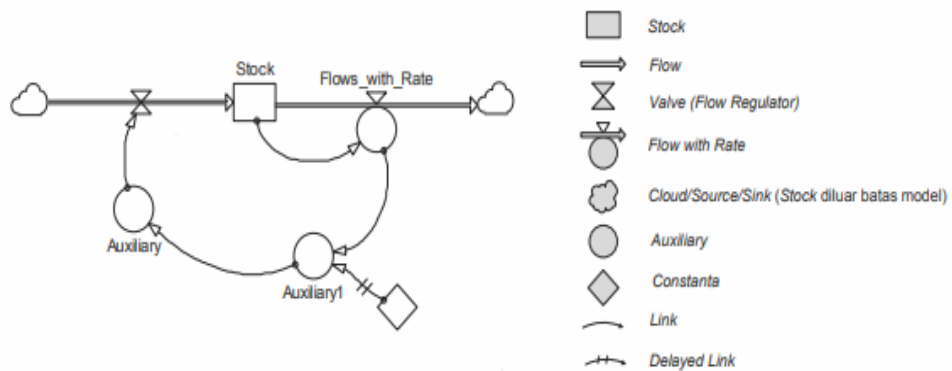 Stock
Flows_with_Rate
Auxiliary
Auxiliary1
Stock
Flow
Valve (Flow Regulator)
Flow with Rate
Cloud/Source/Sink (Stock diluar batas model)
Auxiliary
Constanta
Link
Delayed Link